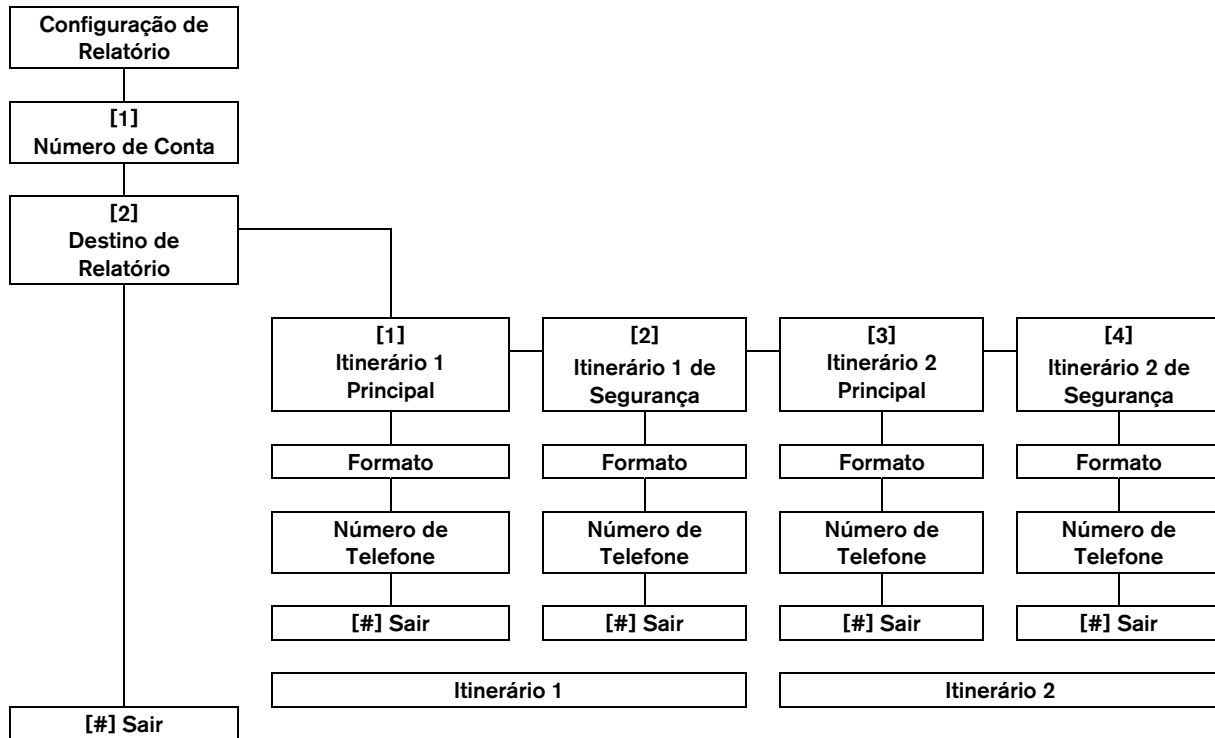 Configuração de
Relatório
[1]
Número de Conta
[2]
Destino de
Relatório
[1]
Itinerário 1
Principal
[2]
Itinerário 1 de
Segurança
[3]
Itinerário 2
Principal
[4]
Itinerário 2 de
Segurança
Formato
Formato
Formato
Formato
Número de
Telefone
Número de
Telefone
Número de
Telefone
Número de
Telefone
[#] Sair
[#] Sair
[#] Sair
[#] Sair
Itinerário 1
Itinerário 2
[#] Sair